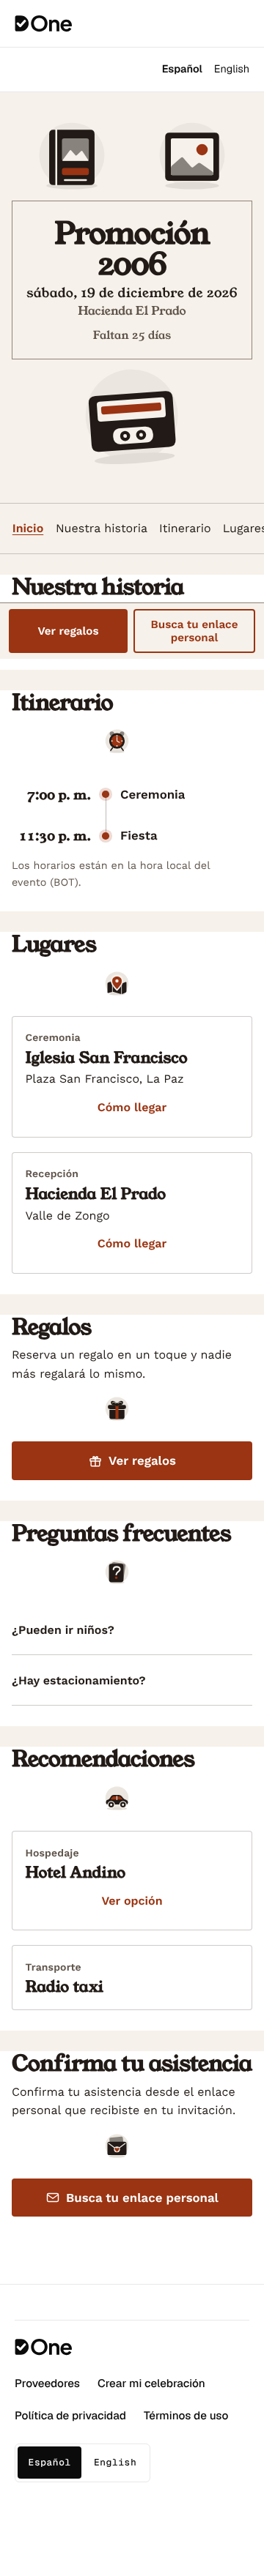 DOne
Español English
Promoción
2006
sábado, 19 de diciembre de 2026
Hacienda El Prado
Faltan 25 días
Inicio Nuestra historia Itinerario Lugares
Nuestra historia
Ver regalos
Busca tu enlace
personal
Itinerario
7:00 p. m. Ceremonia
11:30 p. m. Fiesta
Los horarios están en la hora local del
evento (BOT).
Lugares
Ceremonia
Iglesia San Francisco
Plaza San Francisco, La Paz
Cómo llegar
Recepción
Hacienda El Prado
Valle de Zongo
Cómo llegar
Regalos
Reserva un regalo en un toque y nadie
más regalará lo mismo.
Ver regalos
Preguntas frecuentes
¿Pueden ir niños?
¿Hay estacionamiento?
Recomendaciones
Hospedaje
Hotel Andino
Ver opción
Transporte
Radio taxi
Confirma tu asistencia
Confirma tu asistencia desde el enlace
personal que recibiste en tu invitación.
Busca tu enlace personal
DOne
Proveedores Crear mi celebración
Política de privacidad Términos de uso
Español English